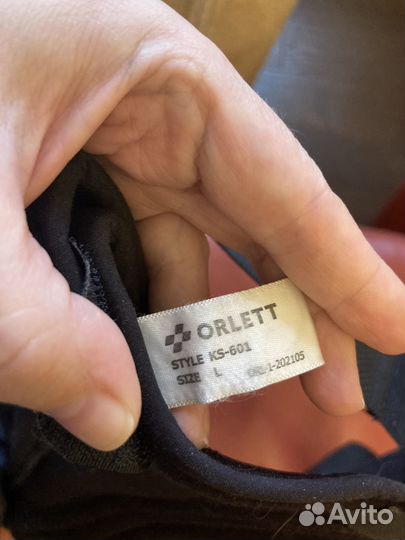 ORLETT
STYLE KS-601
SIZE L
1-202105
Avito